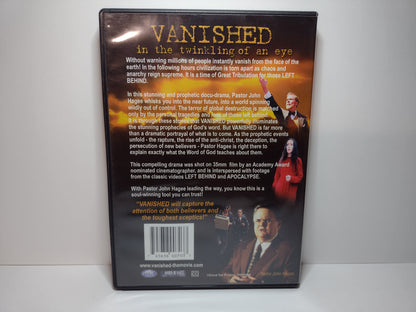 VANISHED
in the twinkling of an eye
Without warning millions of people instantly vanish from the face of the
earth! In the following hours civilization is torn apart as chaos and
anarchy reign supreme. It is a time of Great Tribulation for those LEFT
BEHIND.
In this stunning and prophetic docu-drama, Pastor John
Hagee whisks you into the near future, into a world spinning
wildly out of control. The terror of global destruction is matched
only by the personal tragedies and loss of those left behind.
It is through these stories that VANISHED powerfully illuminates
the stunning prophecies of God's word. But VANISHED is far more
than a dramatic portrayal of what is to come. As the prophetic events
unfold - the rapture, the rise of the anti-christ, the deception, the
persecution of new believers - Pastor Hagee is right there to
explain exactly what the Word of God teaches about them.
This compelling drama was shot on 35mm film by an Academy Award
nominated cinematographer, and is interspersed with footage
from the classic videos LEFT BEHIND and APOCALYPSE.
With Pastor John Hagee leading the way, you know this is a
soul-winning tool you can trust!
"VANISHED will capture the
attention of both believers and
the toughest sceptics!"
www.vanished-themovie.com
Pastor John Hagee